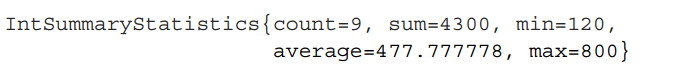 IntSummaryStatistics{count=9, sum=4300, min=120,
average=477.777778, max=800}